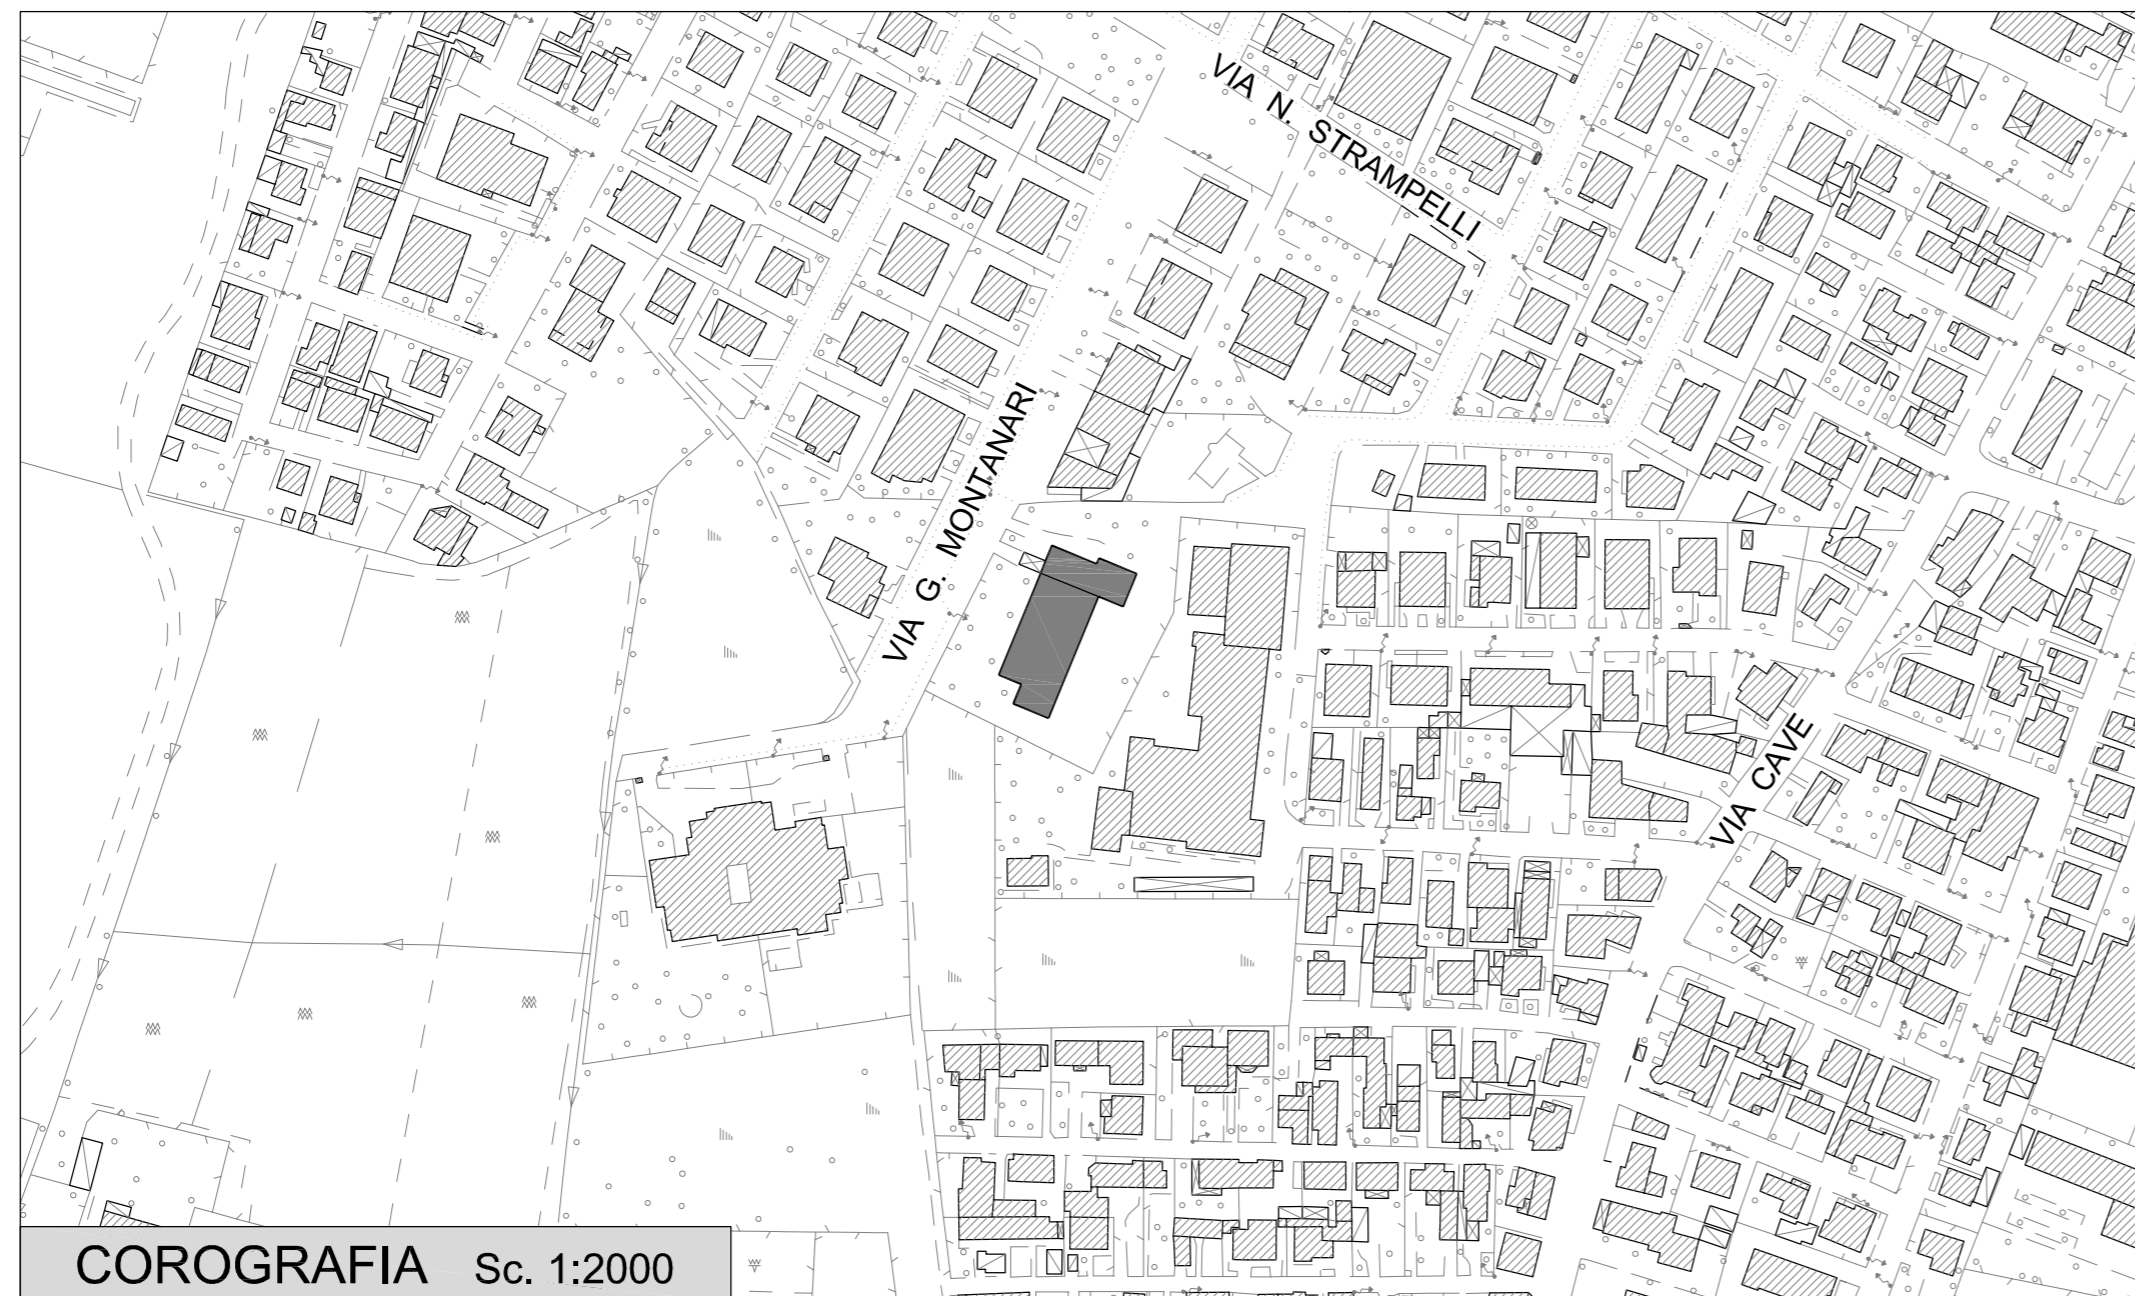 VIA N. STRAMPELLI
VIA G. MONTANARI
VIA CAVE
COROGRAFIA Sc. 1:2000